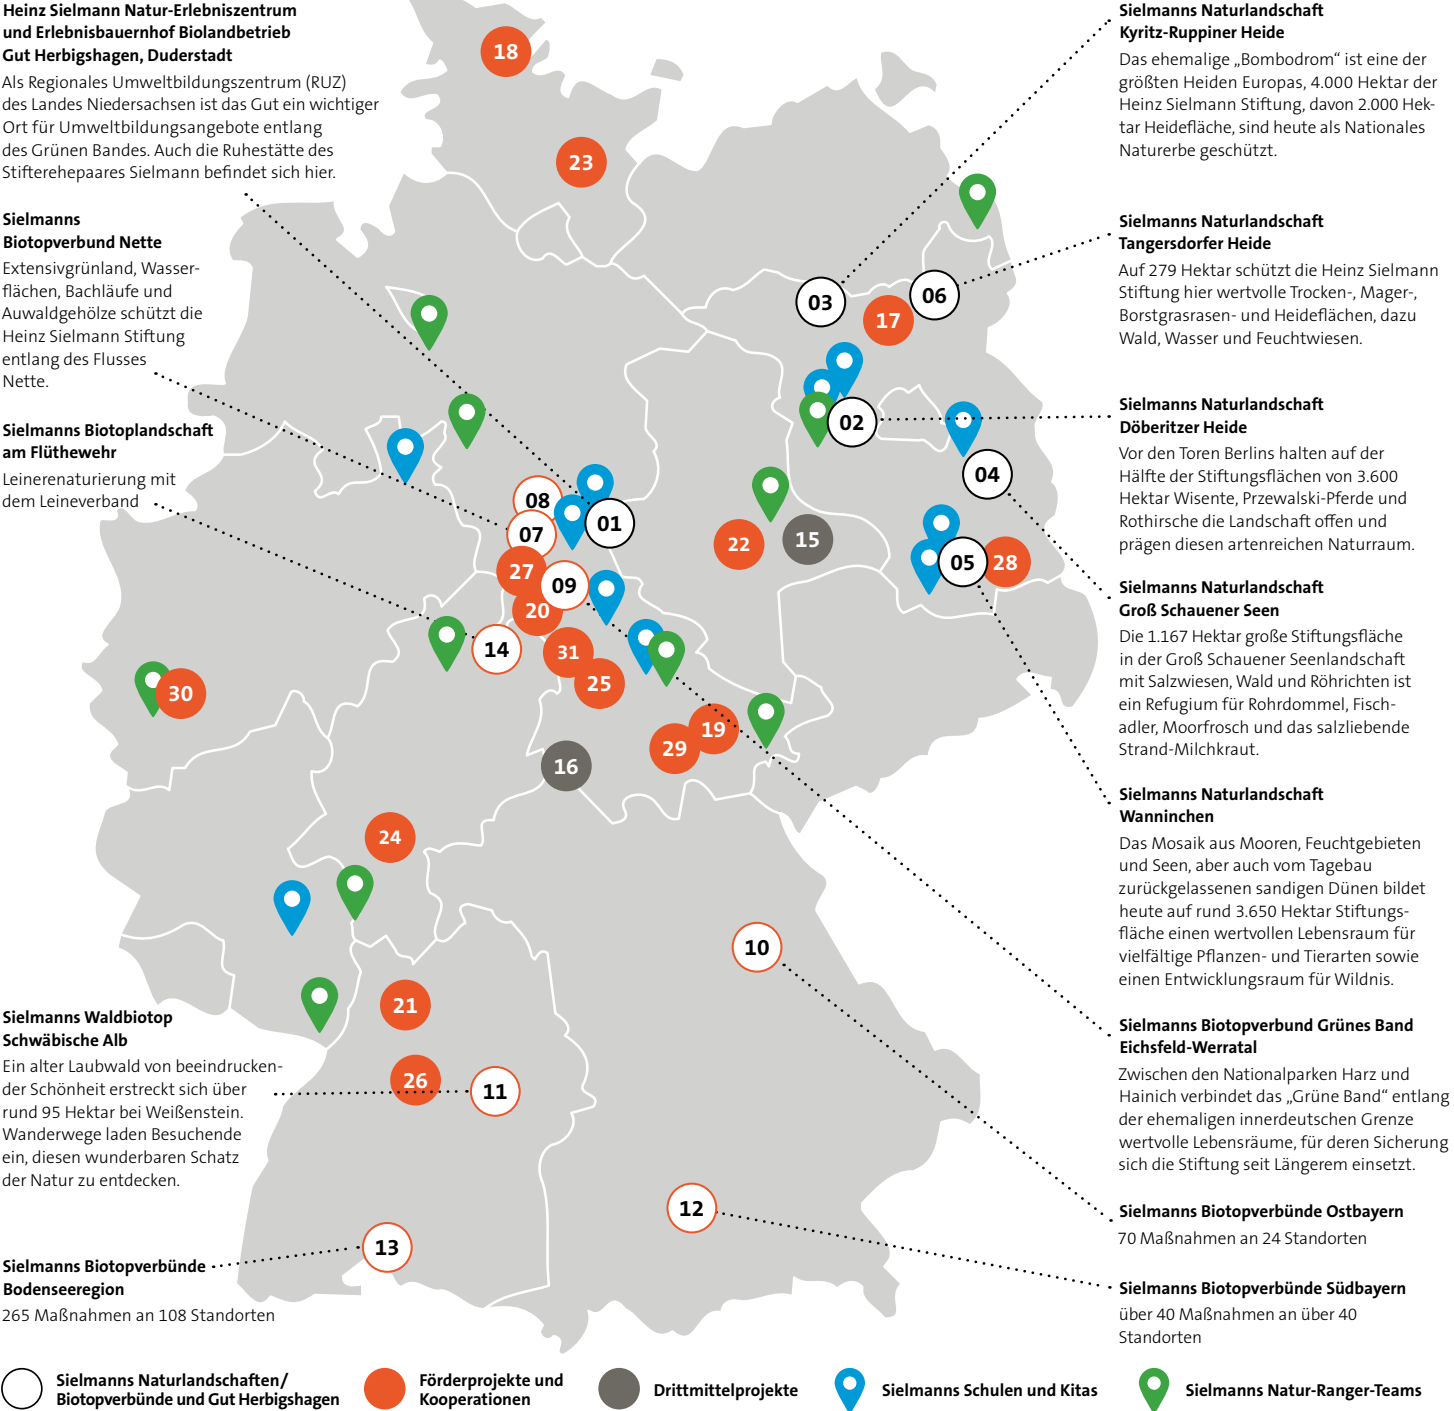 Heinz Sielmann Natur-Erlebniszentrum
und Erlebnisbauernhof Biolandbetrieb
Gut Herbigshagen, Duderstadt
Als Regionales Umweltbildungszentrum (RUZ)
des Landes Niedersachsen ist das Gut ein wichtiger
Ort für Umweltbildungsangebote entlang
des Grünen Bandes. Auch die Ruhestätte des
Stifterehepaares Sielmann befindet sich hier.
Sielmanns
Biotopverbund Nette
Extensivgrünland, Wasser-
flächen, Bachläufe und
Auwaldgehölze schützt die
Heinz Sielmann Stiftung
entlang des Flusses
Nette.
Sielmanns Biotoplandschaft
am Flüthewehr
Leinerenaturierung mit
dem Leineverband
Sielmanns Waldbiotop
Schwäbische Alb
Ein alter Laubwald von beeindrucken-
der Schönheit erstreckt sich über
rund 95 Hektar bei Weißenstein.
Wanderwege laden Besuchende
ein, diesen wunderbaren Schatz
der Natur zu entdecken.
Sielmanns Biotopverbünde
Bodenseeregion
265 Maßnahmen an 108 Standorten
18
23
03
06
17
02
04
08
01
07
22
15
05
28
27
09
20
14
31
25
30
19
29
16
24
10
21
26
11
12
13
Sielmanns Naturlandschaft
Kyritz-Ruppiner Heide
Das ehemalige „Bombodrom“ ist eine der
größten Heiden Europas, 4.000 Hektar der
Heinz Sielmann Stiftung, davon 2.000 Hek-
tar Heidefläche, sind heute als Nationales
Naturerbe geschützt.
Sielmanns Naturlandschaft
Tangersdorfer Heide
Auf 279 Hektar schützt die Heinz Sielmann
Stiftung hier wertvolle Trocken-, Mager-,
Borstgrasrasen- und Heideflächen, dazu
Wald, Wasser und Feuchtwiesen.
Sielmanns Naturlandschaft
Döberitzer Heide
Vor den Toren Berlins halten auf der
Hälfte der Stiftungsflächen von 3.600
Hektar Wisente, Przewalski-Pferde und
Rothirsche die Landschaft offen und
prägen diesen artenreichen Naturraum.
Sielmanns Naturlandschaft
Groß Schauener Seen
Die 1.167 Hektar große Stiftungsfläche
in der Groß Schauener Seenlandschaft
mit Salzwiesen, Wald und Röhrichten ist
ein Refugium für Rohrdommel, Fisch-
adler, Moorfrosch und das salzliebende
Strand-Milchkraut.
Sielmanns Naturlandschaft
Wanninchen
Das Mosaik aus Mooren, Feuchtgebieten
und Seen, aber auch vom Tagebau
zurückgelassenen sandigen Dünen bildet
heute auf rund 3.650 Hektar Stiftungs-
fläche einen wertvollen Lebensraum für
vielfältige Pflanzen- und Tierarten sowie
einen Entwicklungsraum für Wildnis.
Sielmanns Biotopverbund Grünes Band
Eichsfeld-Werratal
Zwischen den Nationalparken Harz und
Hainich verbindet das „Grüne Band“ entlang
der ehemaligen innerdeutschen Grenze
wertvolle Lebensräume, für deren Sicherung
sich die Stiftung seit Längerem einsetzt.
Sielmanns Biotopverbünde Ostbayern
70 Maßnahmen an 24 Standorten
Sielmanns Biotopverbünde Südbayern
über 40 Maßnahmen an über 40
Standorten
Sielmanns Naturlandschaften/
Biotopverbünde und Gut Herbigshagen
Förderprojekte und
Kooperationen
Drittmittelprojekte
Sielmanns Schulen und Kitas
Sielmanns Natur-Ranger-Teams